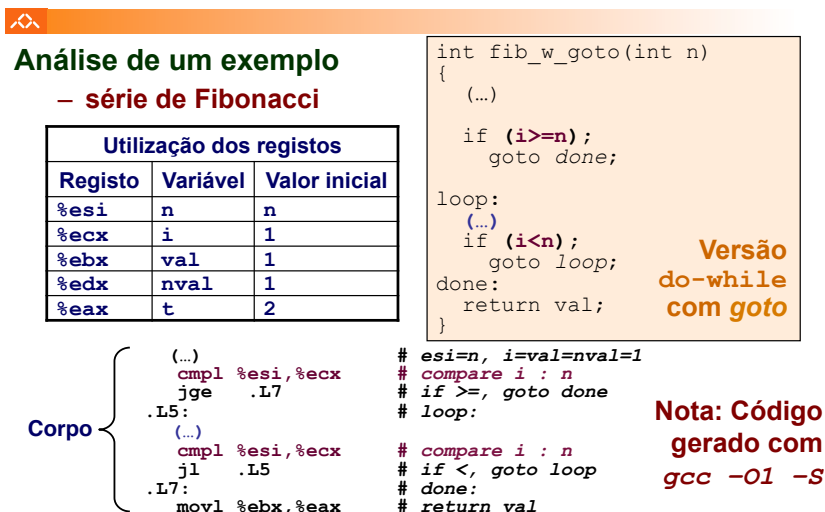 Análise de um exemplo
– série de Fibonacci
Utilização dos registos
Registo Variável Valor inicial
%esi n n
%ecx i 1
%ebx val 1
%edx nval 1
%eax t 2
int fib_w_goto(int n)
{
(…)
if (i>=n);
goto done;
loop:
(…)
if (i<n);
goto loop;
done:
return val;
}
Versão
do-while
com goto
Corpo
(…) # esi=n, i=val=nval=1
cmpl %esi,%ecx # compare i : n
jge .L7 # if >=, goto done
.L5: # loop:
(…)
cmpl %esi,%ecx # compare i : n
jl .L5 # if <, goto loop
.L7: # done:
movl %ebx,%eax # return val
Nota: Código
gerado com
gcc –O1 –S